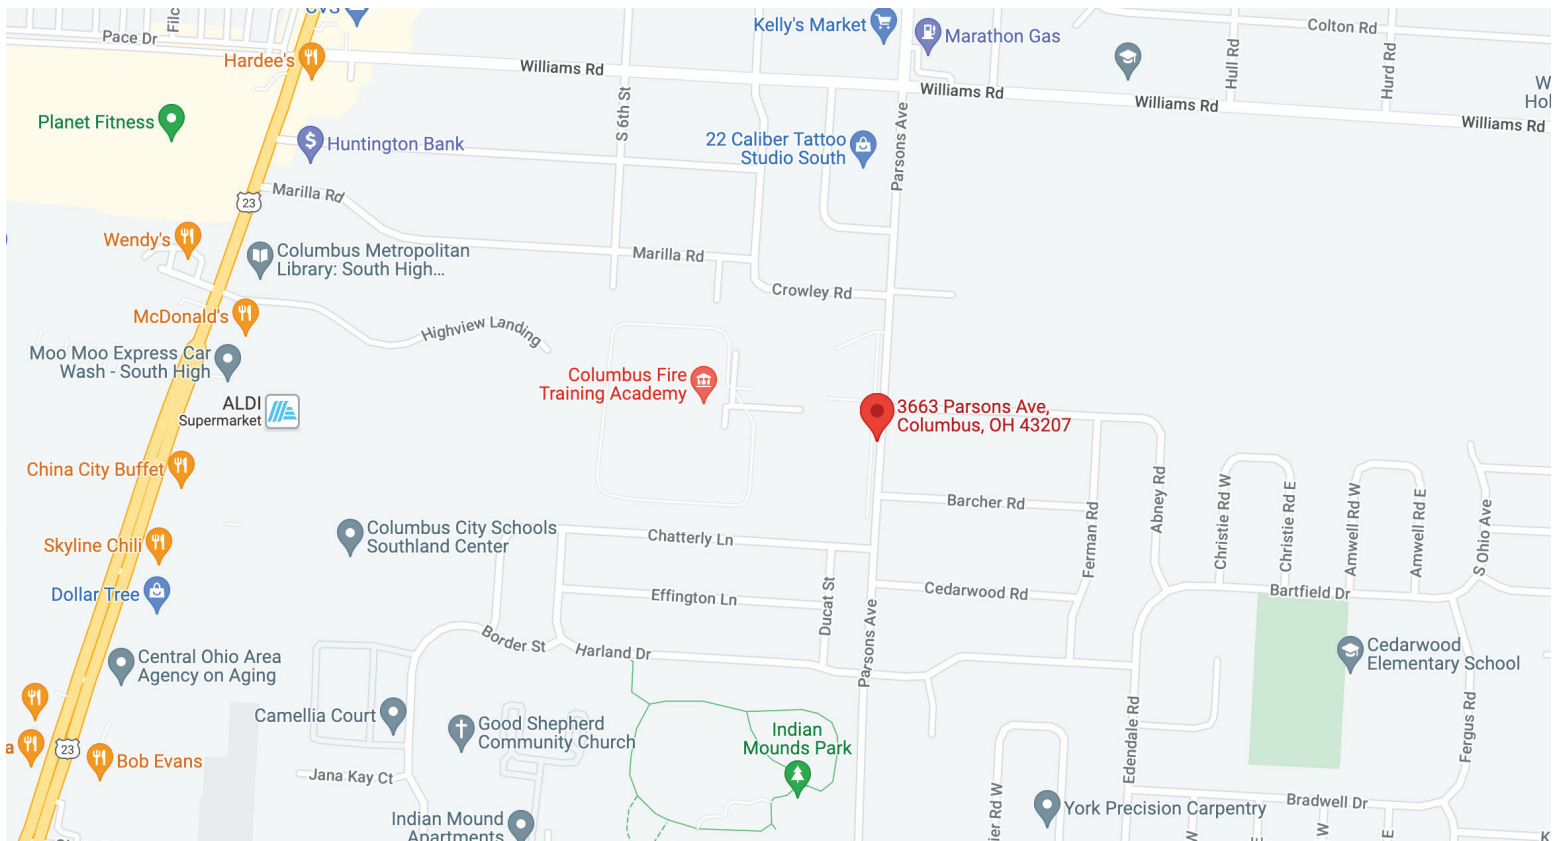 CVS
Kelly's Market
Marathon Gas
Colton Rd
Pace Dr
Filc
Hardee's
Williams Rd
Williams Rd
Williams Rd
Williams Rd
Hull Rd
Hurd Rd
W
Hol
Planet Fitness
S 6th St
Parsons Ave
Huntington Bank
22 Caliber Tattoo
Studio South
23
Marilla Rd
Marilla Rd
Wendy's
Columbus Metropolitan
Library: South High...
Crowley Rd
McDonald's
Highview Landing
Moo Moo Express Car
Wash - South High
Columbus Fire
Training Academy
ALDI
Supermarket
3663 Parsons Ave,
Columbus, OH 43207
China City Buffet
Barcher Rd
Ferman Rd
Abney Rd
Christie Rd W
Christie Rd E
Amwell Rd W
Amwell Rd E
S Ohio Ave
Columbus City Schools
Southland Center
Chatterly Ln
Skyline Chili
Dollar Tree
Effington Ln
Ducat St
Cedarwood Rd
Bartfield Dr
Parsons Ave
Border St
Harland Dr
Central Ohio Area
Agency on Aging
Cedarwood
Elementary School
Camellia Court
Good Shepherd
Community Church
Indian
Mounds Park
Edendale Rd
Fergus Rd
a
23
Bob Evans
Jana Kay Ct
Indian Mound
Apartments
ier Rd W
York Precision Carpentry
Bradwell Dr
W
E
W
E
K